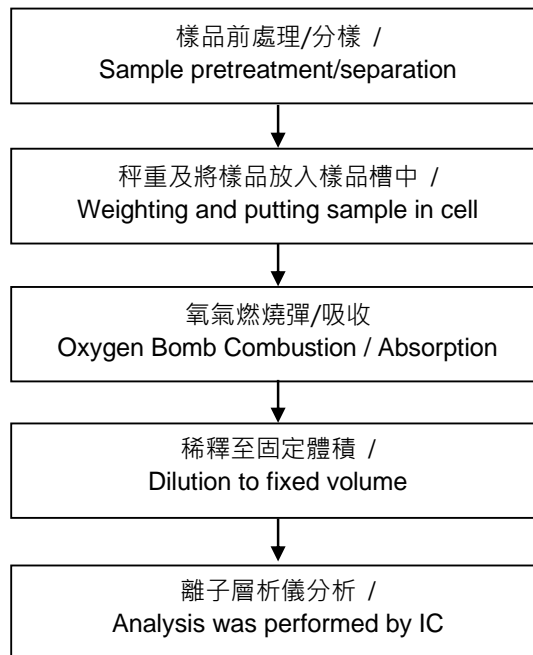 樣品前處理/分樣 /
Sample pretreatment/separation
秤重及將樣品放入樣品槽中 /
Weighting and putting sample in cell
氧氣燃燒彈/吸收
Oxygen Bomb Combustion / Absorption
稀釋至固定體積 /
Dilution to fixed volume
離子層析儀分析 /
Analysis was performed by IC